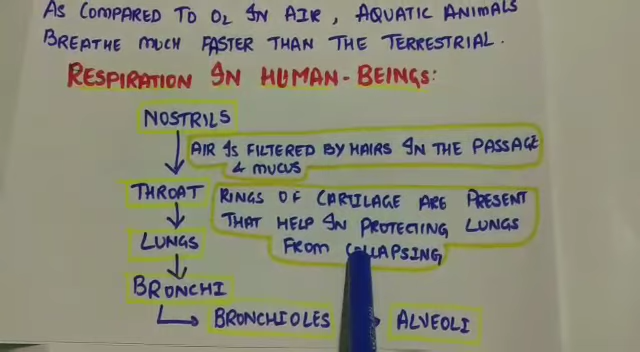 AS COMPARED TO O₂ IN AIR, AQUATIC ANIMALS
BREATHE MUCH FASTER THAN THE TERRESTRIAL.
RESPIRATION IN HUMAN-BEINGS:
NOSTRILS
AIR IS FILTERED BY HAIRS IN THE PASSAGE
& MUCUS
THROAT
RINGS OF CARTILAGE ARE PRESENT
THAT HELP IN PROTECTING LUNGS
FROM COLLAPSING
LUNGS
BRONCHI
BRONCHIOLES
ALVEOLI